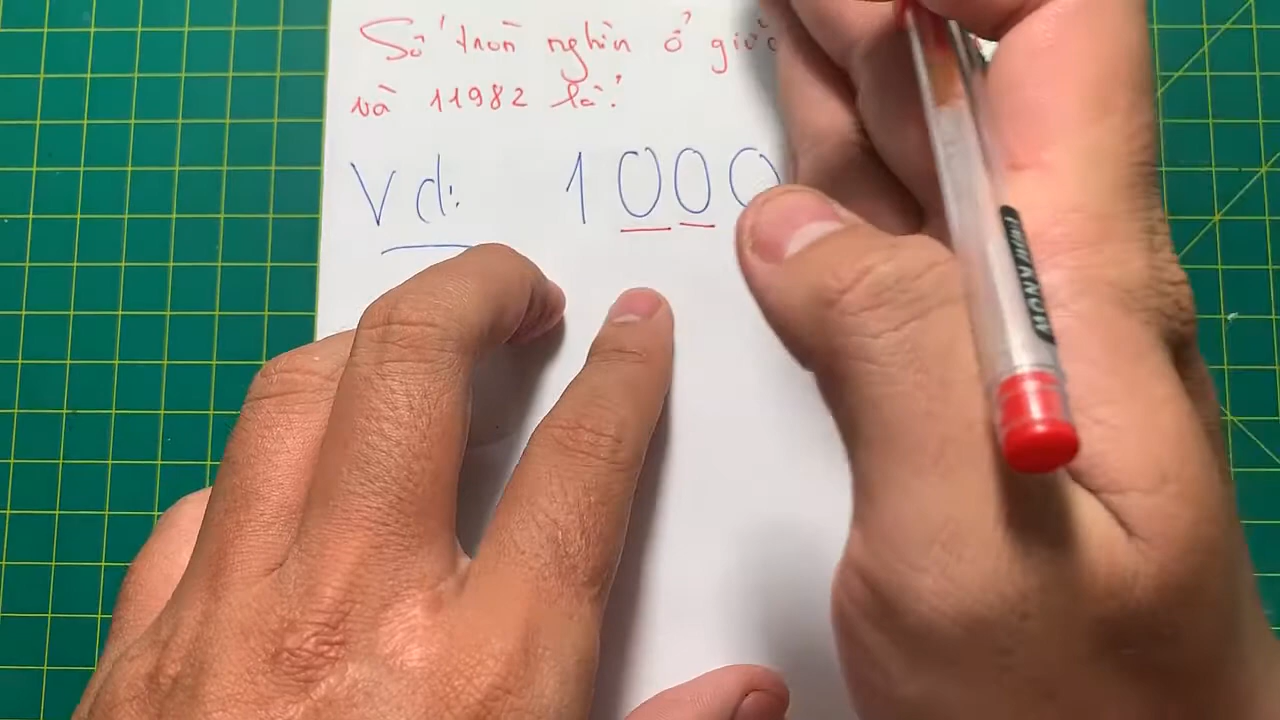 Số tròn nghìn ở giữa
và 11982 là:
Vd: 1000